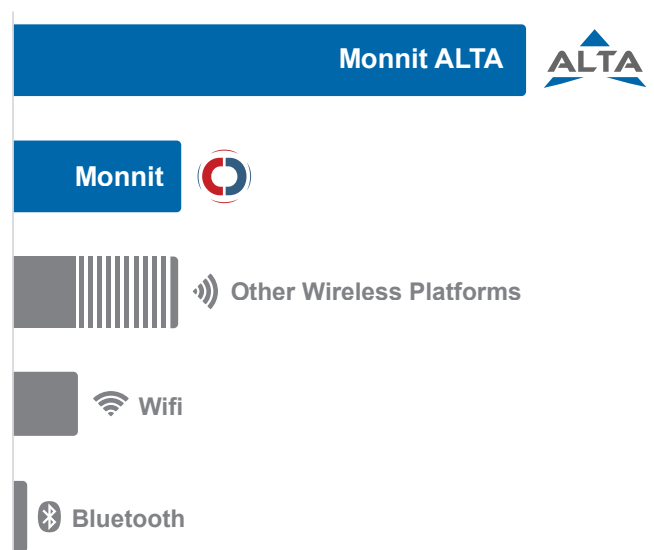 Monnit ALTA
ALTA
Monnit
Other Wireless Platforms
Wifi
Bluetooth